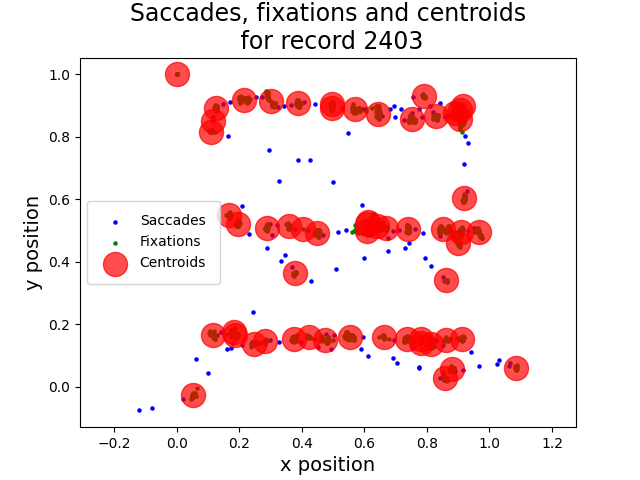 Saccades, fixations and centroids
for record 2403
y position
1.0
0.8
0.6
0.4
0.2
0.0
Saccades
Fixations
Centroids
−0.2
0.0
0.2
0.4
0.6
0.8
1.0
1.2
x position